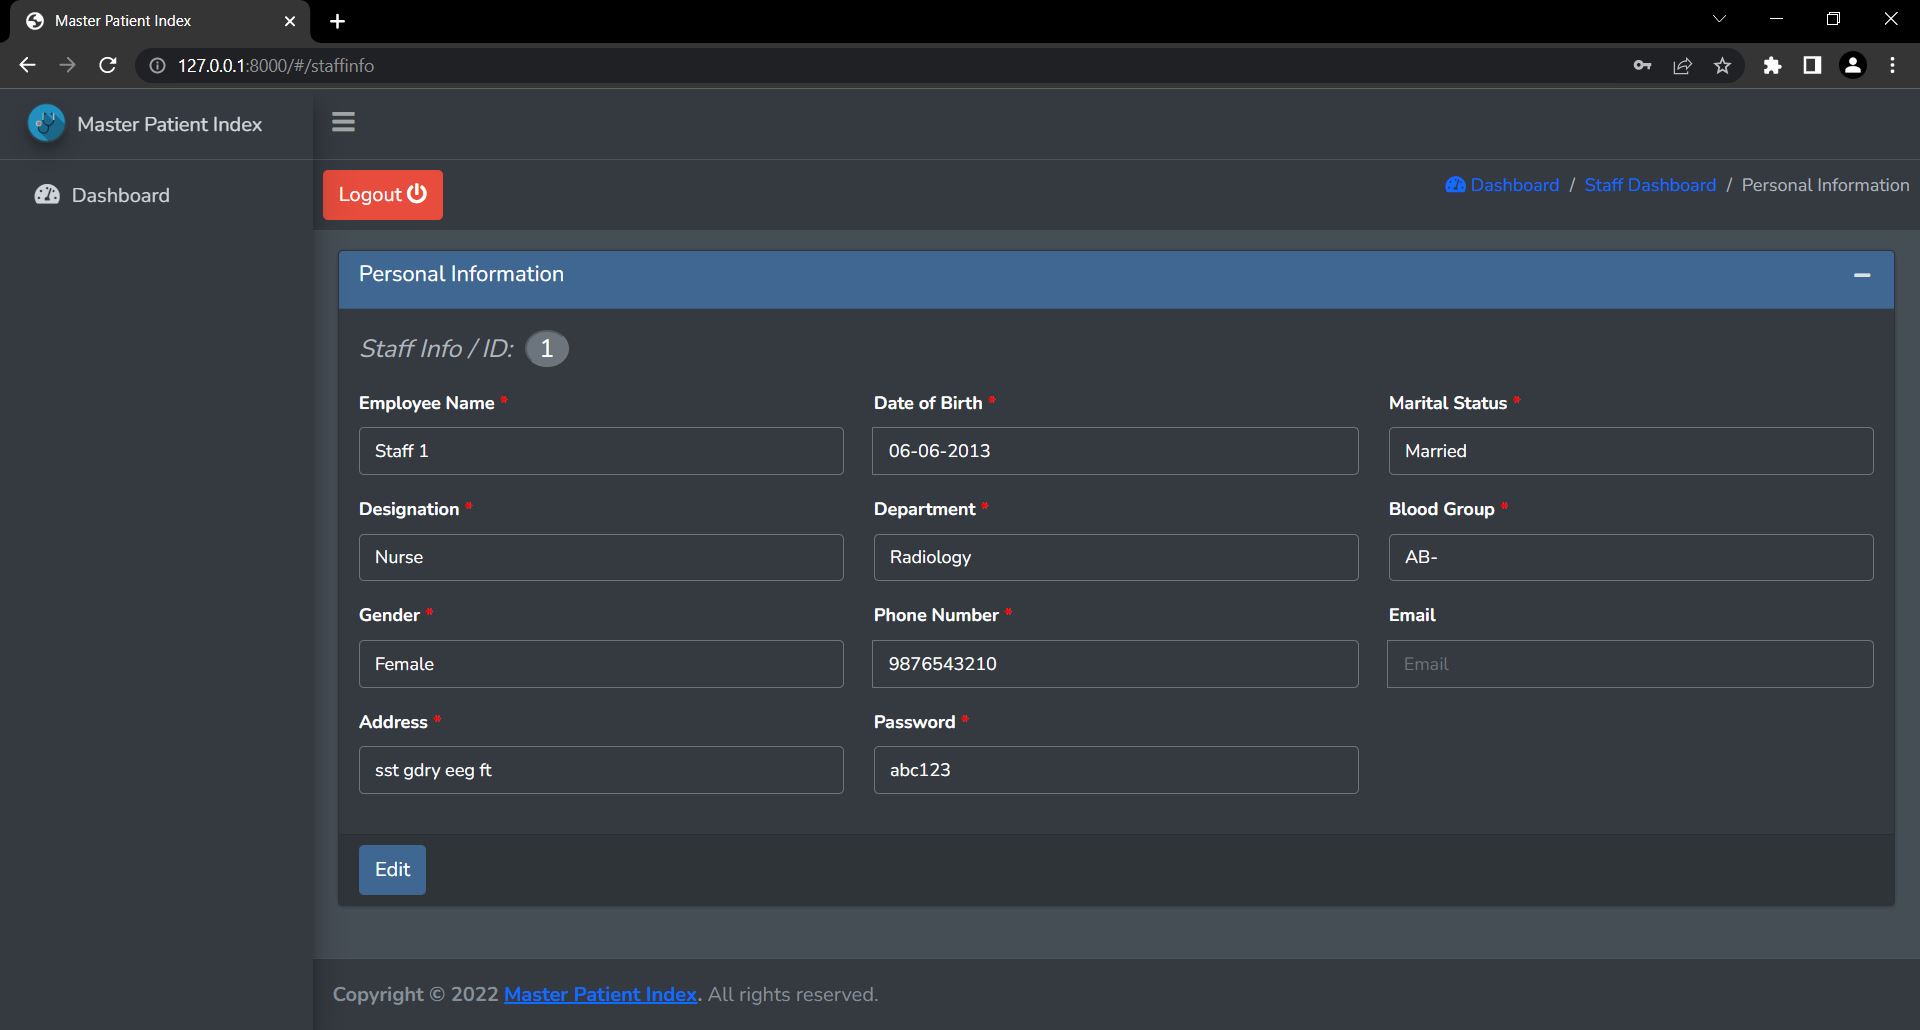 Master Patient Index
127.0.0.1:8000/#/staffinfo
Master Patient Index
Dashboard
Logout
Dashboard / Staff Dashboard / Personal Information
Personal Information
Staff Info / ID: 1
Employee Name * Date of Birth * Marital Status *
Staff 1 06-06-2013 Married
Designation * Department * Blood Group *
Nurse Radiology AB-
Gender * Phone Number * Email
Female 9876543210 Email
Address * Password *
sst gdry eeg ft abc123
Edit
Copyright © 2022 Master Patient Index. All rights reserved.